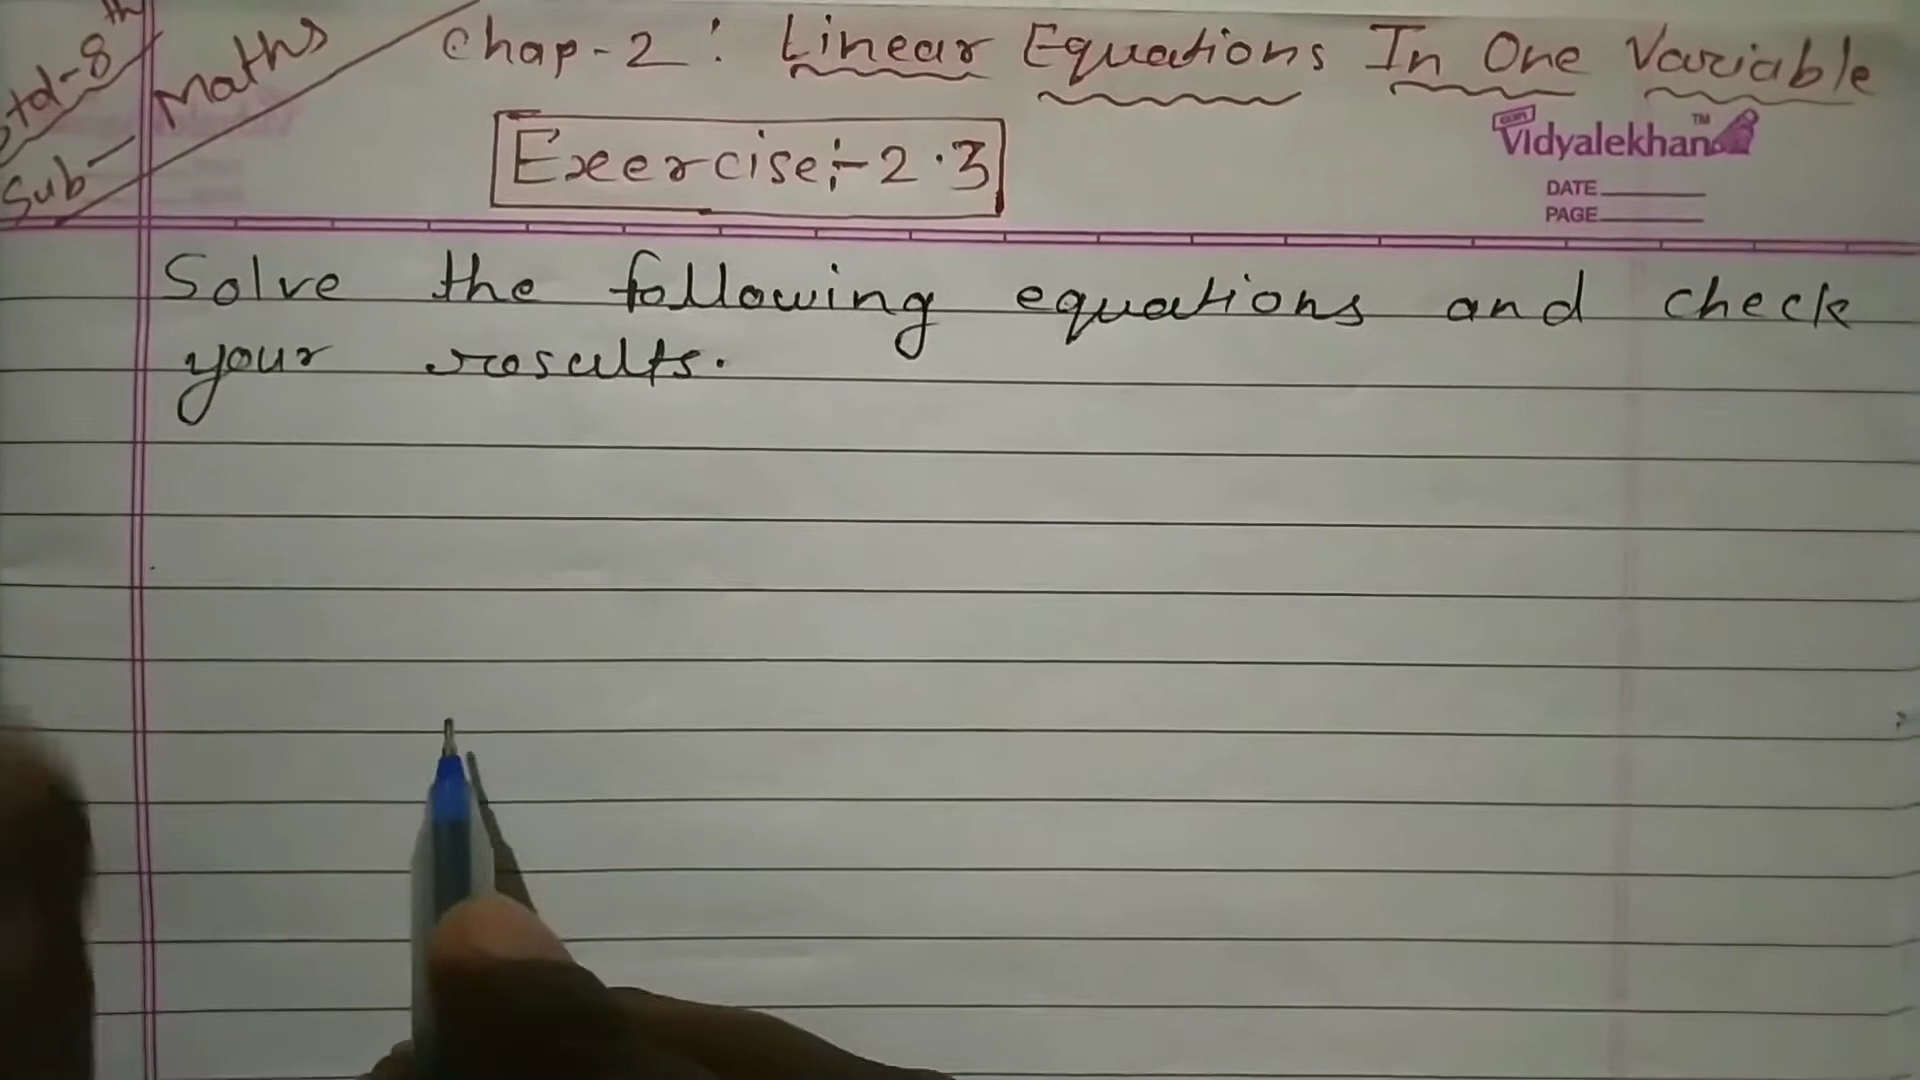 Std-8th
Sub- Maths
Chap-2: Linear Equations In One Variable
Exercise:-2.3
Vidyalekhan TM
DATE
PAGE
Solve the following equations and check
your results.